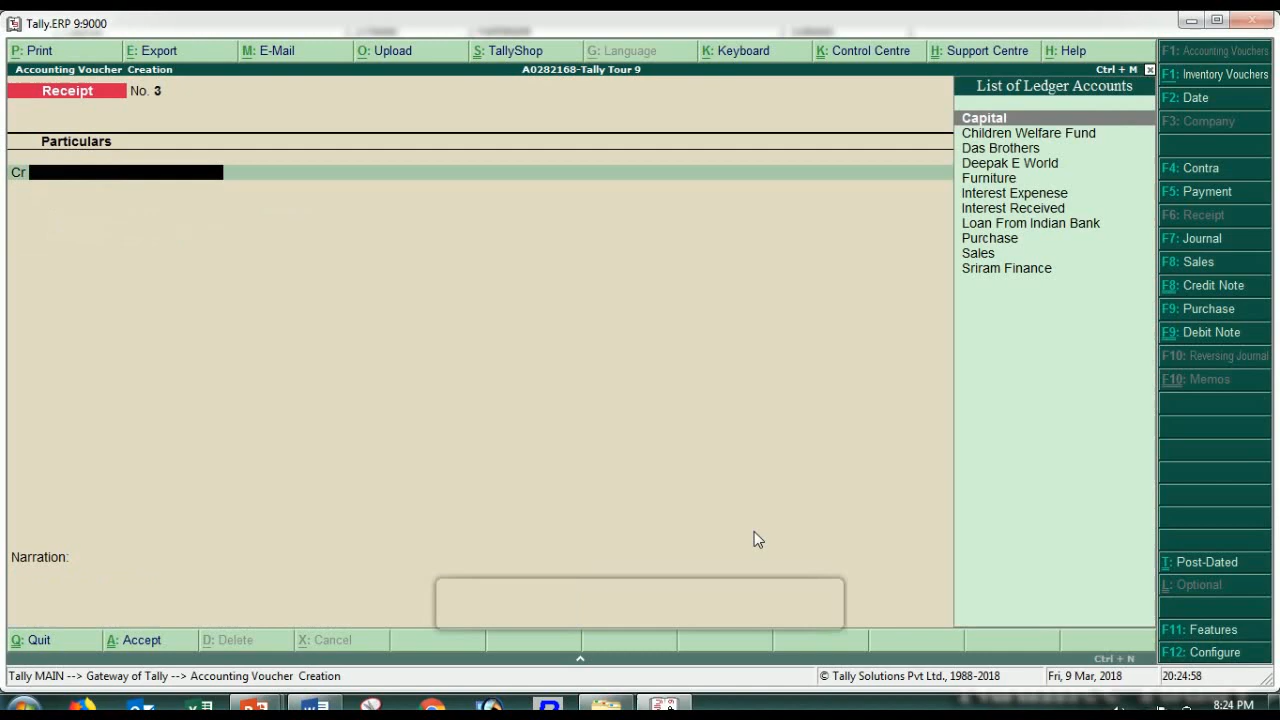 Tally.ERP 9:9000
P: Print
E: Export
M: E-Mail
O: Upload
S: TallyShop
G: Language
K: Keyboard
K: Control Centre
H: Support Centre
H: Help
Accounting Voucher Creation
A0282168-Tally Tour 9
Ctrl + M
Receipt No. 3
Particulars
Cr
Narration:
List of Ledger Accounts
Capital
Children Welfare Fund
Das Brothers
Deepak E World
Furniture
Interest Expenese
Interest Received
Loan From Indian Bank
Purchase
Sales
Sriram Finance
F1: Accounting Vouchers
F1: Inventory Vouchers
F2: Date
F3: Company
F4: Contra
F5: Payment
F6: Receipt
F7: Journal
F8: Sales
F8: Credit Note
F9: Purchase
F9: Debit Note
F10: Reversing Journal
F10: Memos
T: Post-Dated
L: Optional
F11: Features
F12: Configure
Q: Quit
A: Accept
D: Delete
X: Cancel
Ctrl + N
Tally MAIN --> Gateway of Tally --> Accounting Voucher Creation
© Tally Solutions Pvt Ltd., 1988-2018
Fri, 9 Mar, 2018
20:24:58
8:24 PM